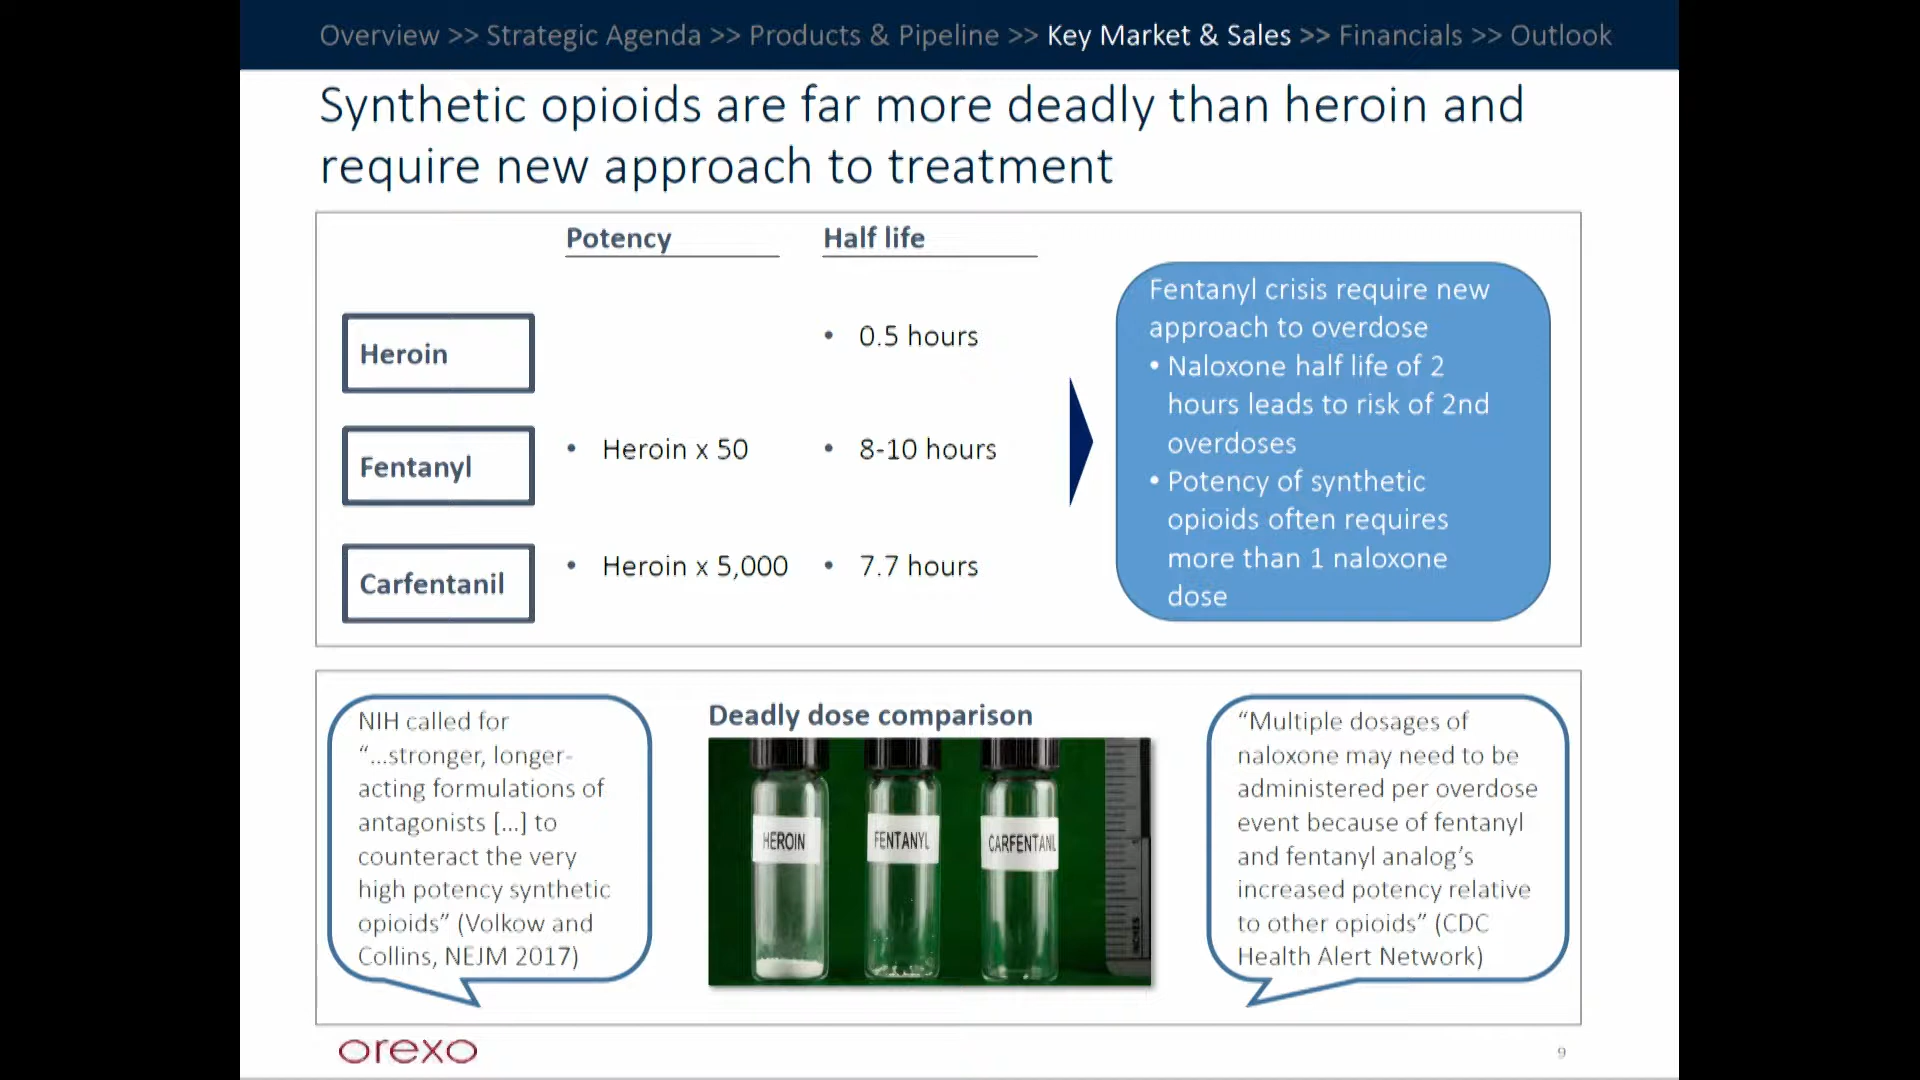 Overview >> Strategic Agenda >> Products & Pipeline >> Key Market & Sales >> Financials >> Outlook
Synthetic opioids are far more deadly than heroin and
require new approach to treatment
Potency
Half life
Heroin
• 0.5 hours
Fentanyl
• Heroin x 50
• 8-10 hours
Carfentanil
• Heroin x 5,000
• 7.7 hours
Fentanyl crisis require new
approach to overdose
• Naloxone half life of 2
hours leads to risk of 2nd
overdoses
• Potency of synthetic
opioids often requires
more than 1 naloxone
dose
NIH called for
“…stronger, longer-
acting formulations of
antagonists […] to
counteract the very
high potency synthetic
opioids” (Volkow and
Collins, NEJM 2017)
Deadly dose comparison
HEROIN
FENTANYL
CARFENTANIL
INCHES
“Multiple dosages of
naloxone may need to be
administered per overdose
event because of fentanyl
and fentanyl analog’s
increased potency relative
to other opioids” (CDC
Health Alert Network)
orexo
9